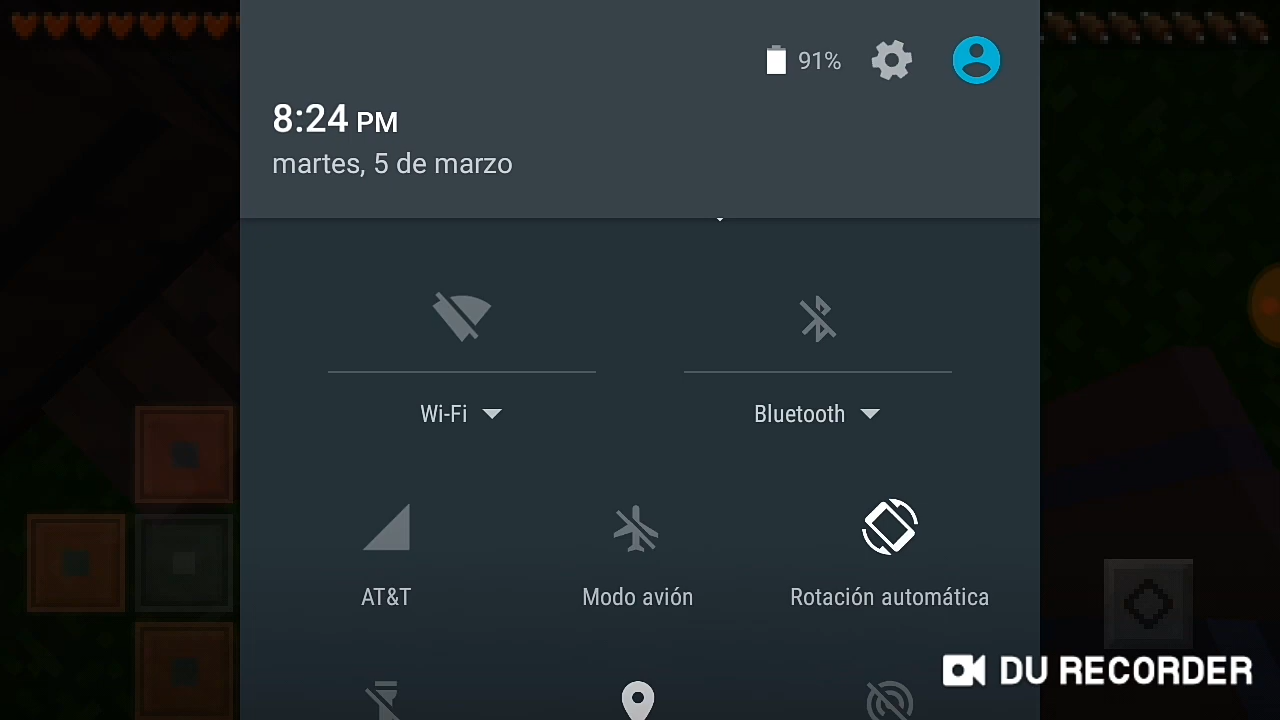 91%
8:24 PM
martes, 5 de marzo
Wi-Fi
Bluetooth
AT&T
Modo avión
Rotación automática
DU RECORDER